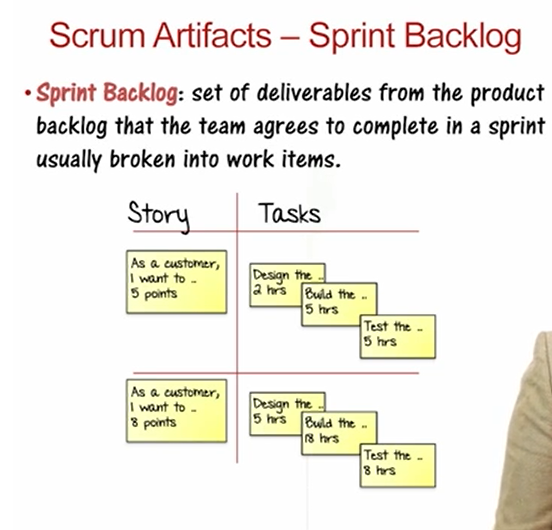 Scrum Artifacts – Sprint Backlog
• Sprint Backlog: set of deliverables from the product
backlog that the team agrees to complete in a sprint
usually broken into work items.
Story
Tasks
As a customer,
I want to ..
5 points
Design the ..
2 hrs
Build the ..
5 hrs
Test the ..
5 hrs
As a customer,
I want to ..
8 points
Design the ..
5 hrs
Build the ..
13 hrs
Test the ..
8 hrs